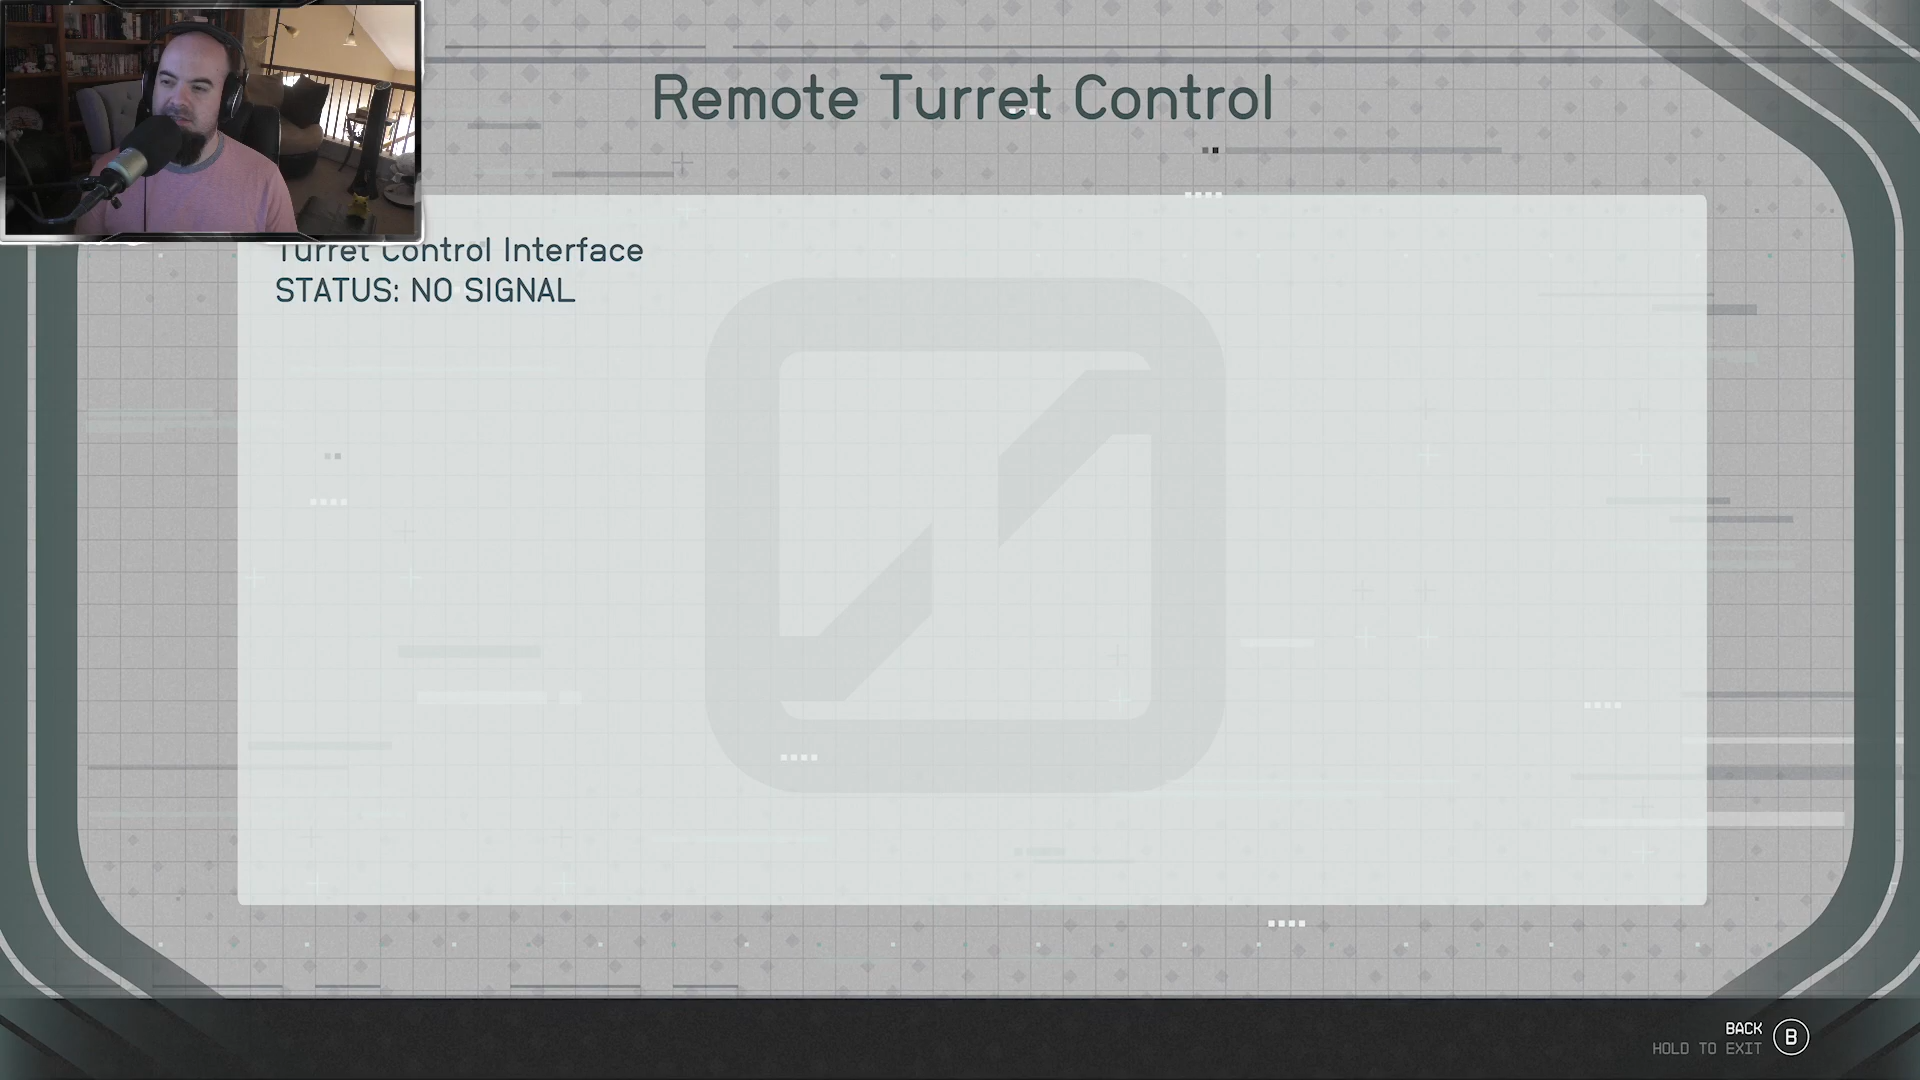 Remote Turret Control
Turret Control Interface
STATUS: NO SIGNAL
BACK
HOLD TO EXIT
B